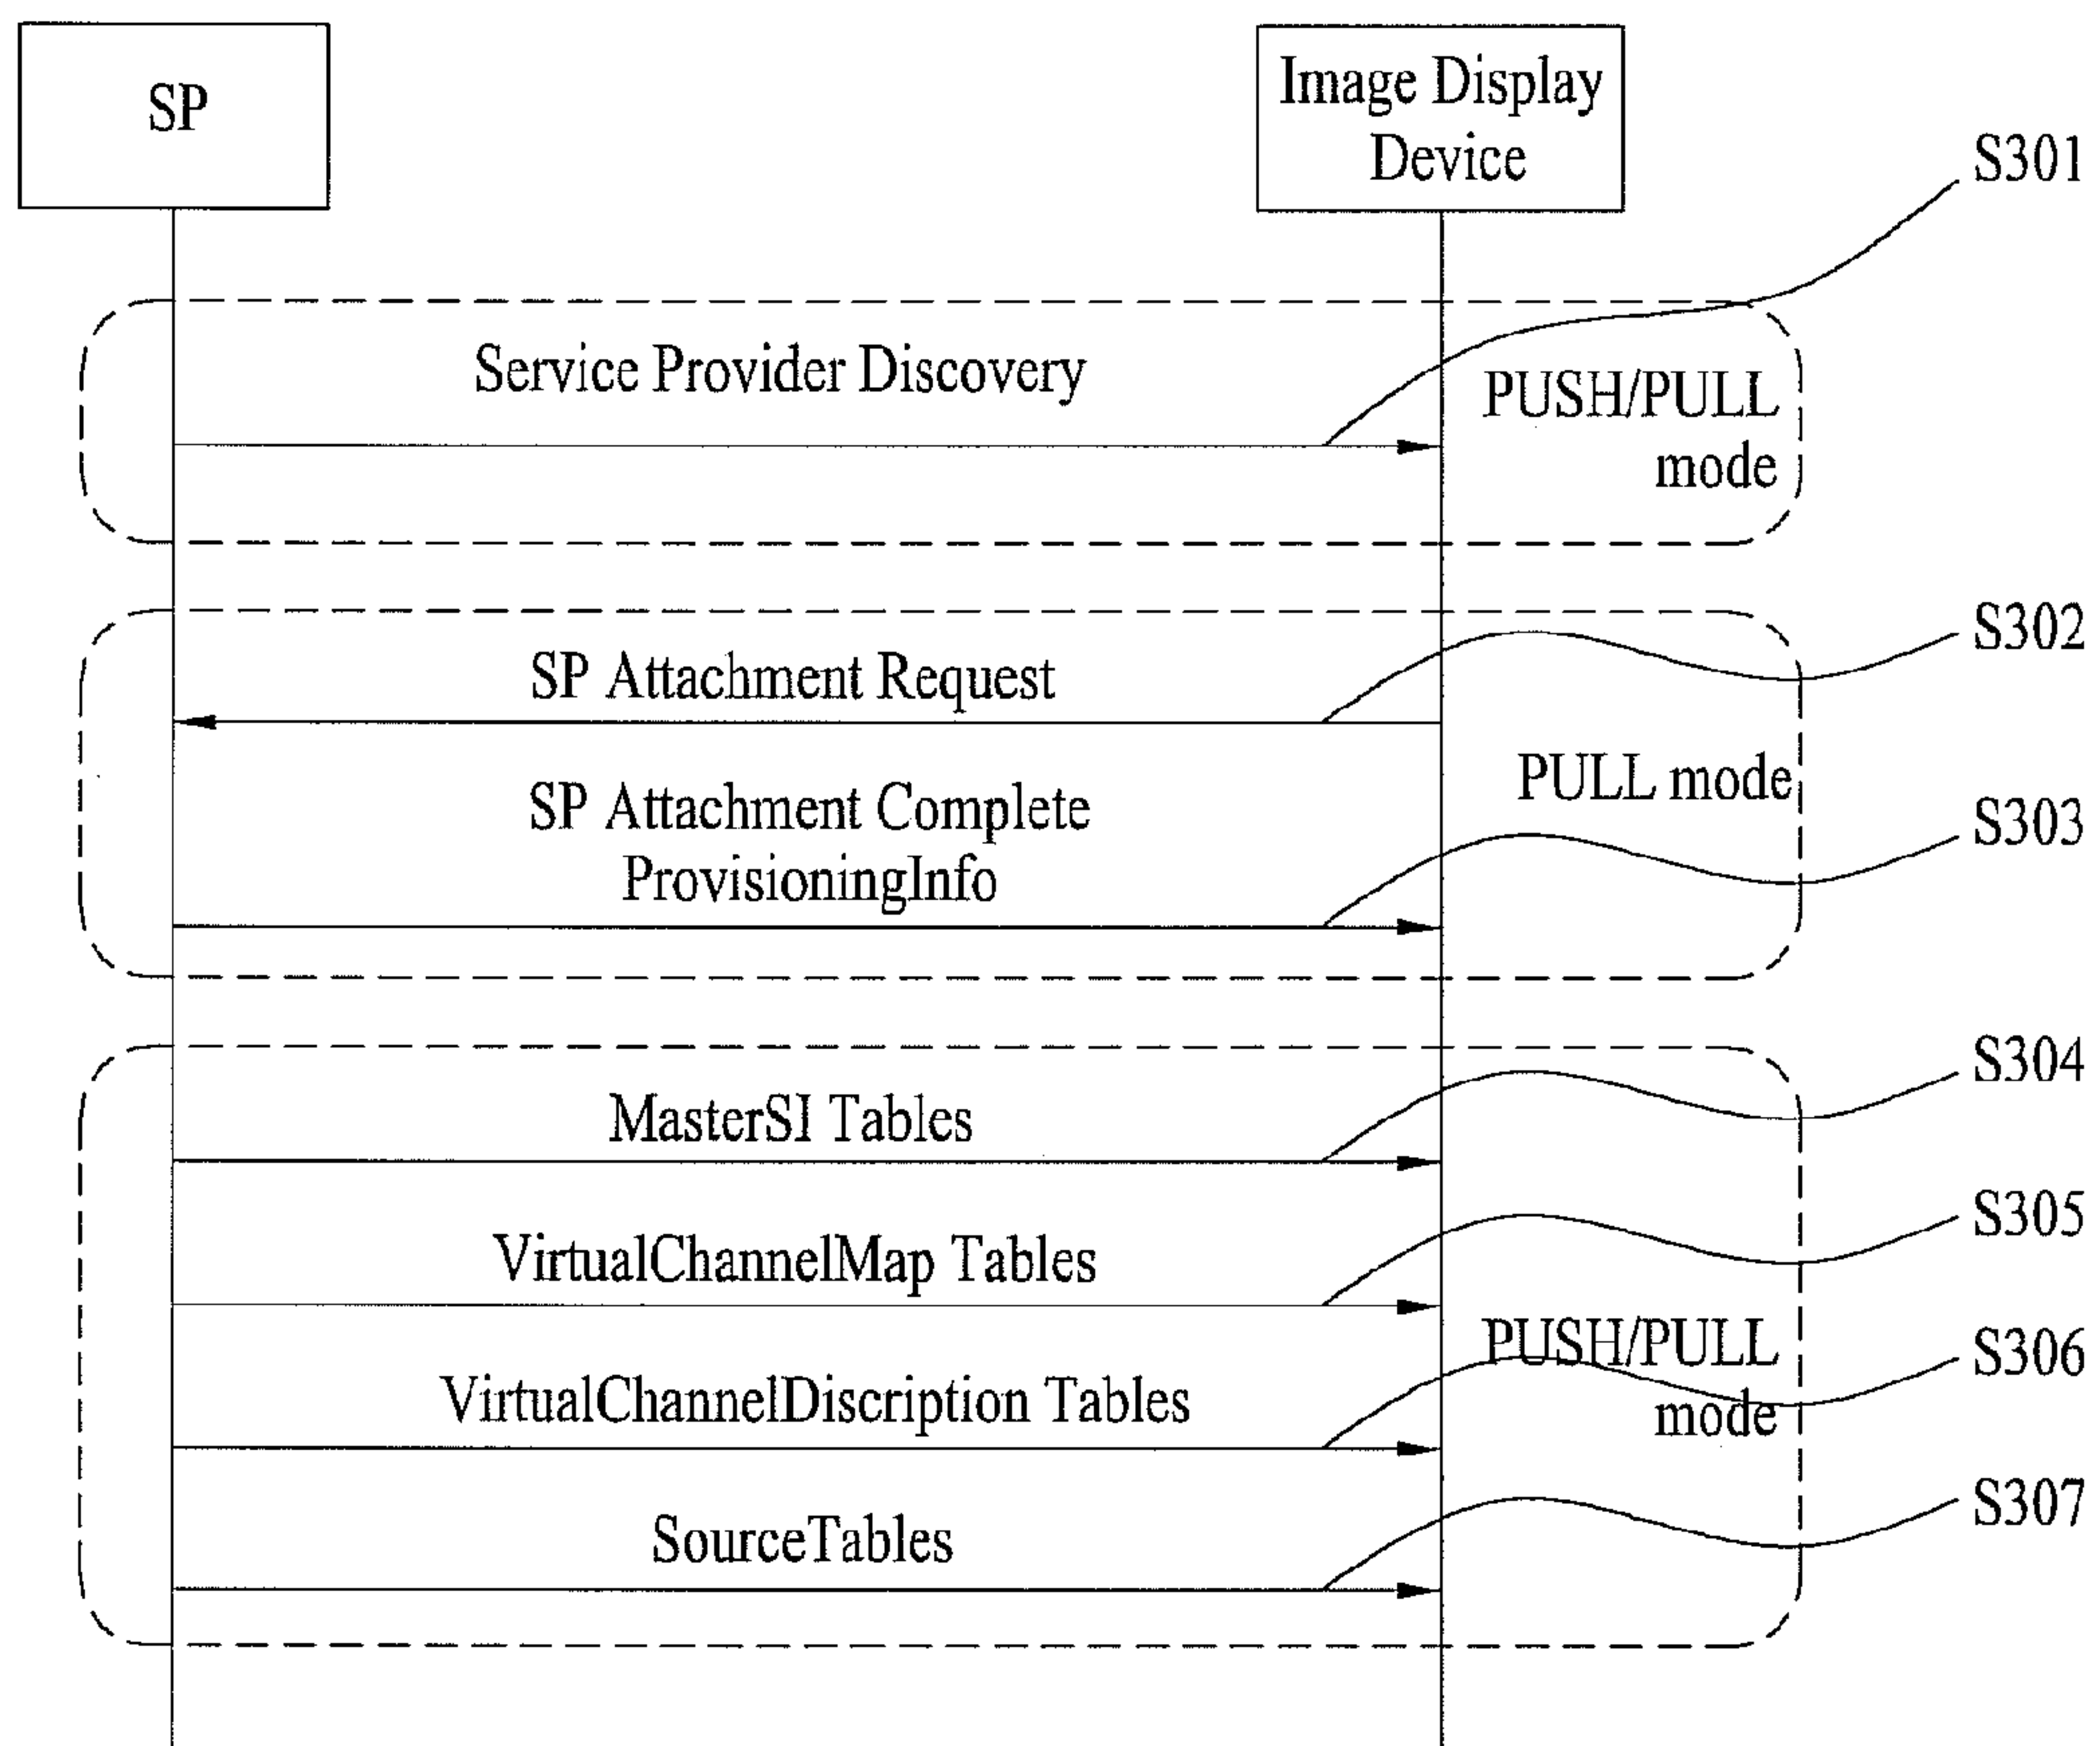 SP
Image Display
Device
S301
Service Provider Discovery
PUSH/PULL
mode
S302
SP Attachment Request
PULL mode
SP Attachment Complete
ProvisioningInfo
S303
S304
MasterSI Tables
S305
VirtualChannelMap Tables
PUSH/PULL
mode
S306
VirtualChannelDiscription Tables
S307
SourceTables